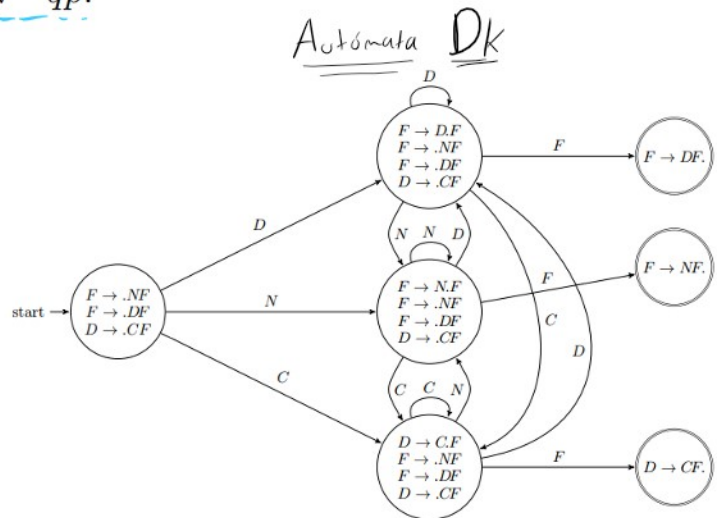 qp.
Autómata Dk
D
F → D.F
F → .NF
F → .DF
D → .CF
F
F → DF.
D
N
N
D
F
F → NF.
F → .NF
F → .DF
D → .CF
start
N
F → N.F
F → .NF
F → .DF
D → .CF
C
D
C
C
C
N
D → C.F
F → .NF
F → .DF
D → .CF
F
D → CF.